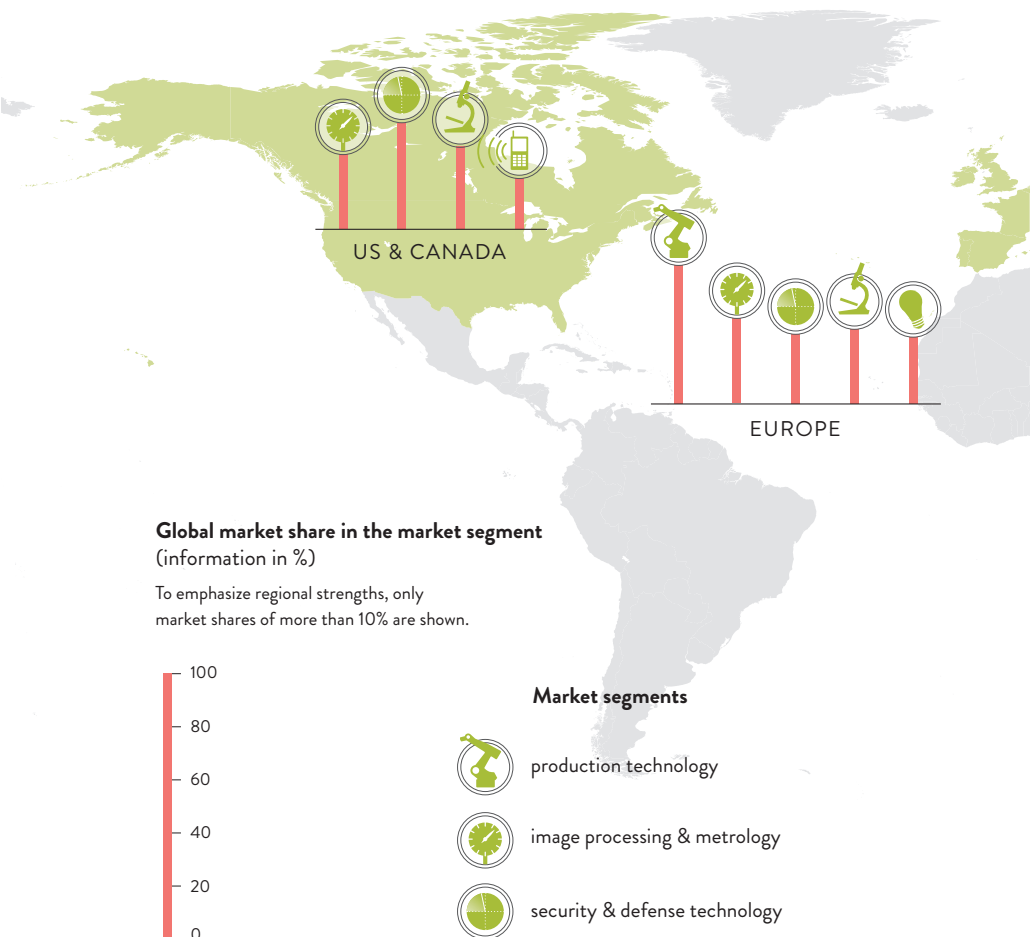 US & CANADA
EUROPE
Global market share in the market segment
(information in %)
To emphasize regional strengths, only
market shares of more than 10% are shown.
100
80
60
40
20
0
Market segments
production technology
image processing & metrology
security & defense technology